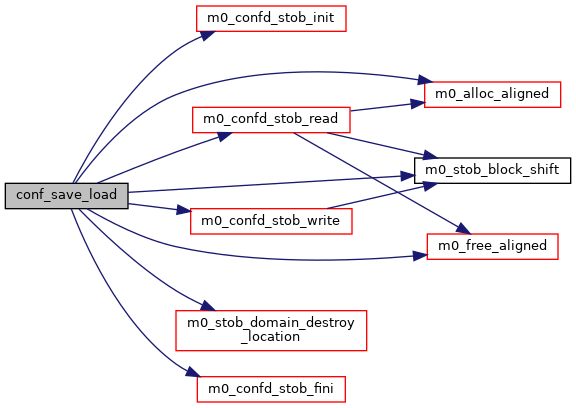 m0_confd_stob_init
m0_alloc_aligned
m0_confd_stob_read
m0_stob_block_shift
conf_save_load
m0_confd_stob_write
m0_free_aligned
m0_stob_domain_destroy
_location
m0_confd_stob_fini